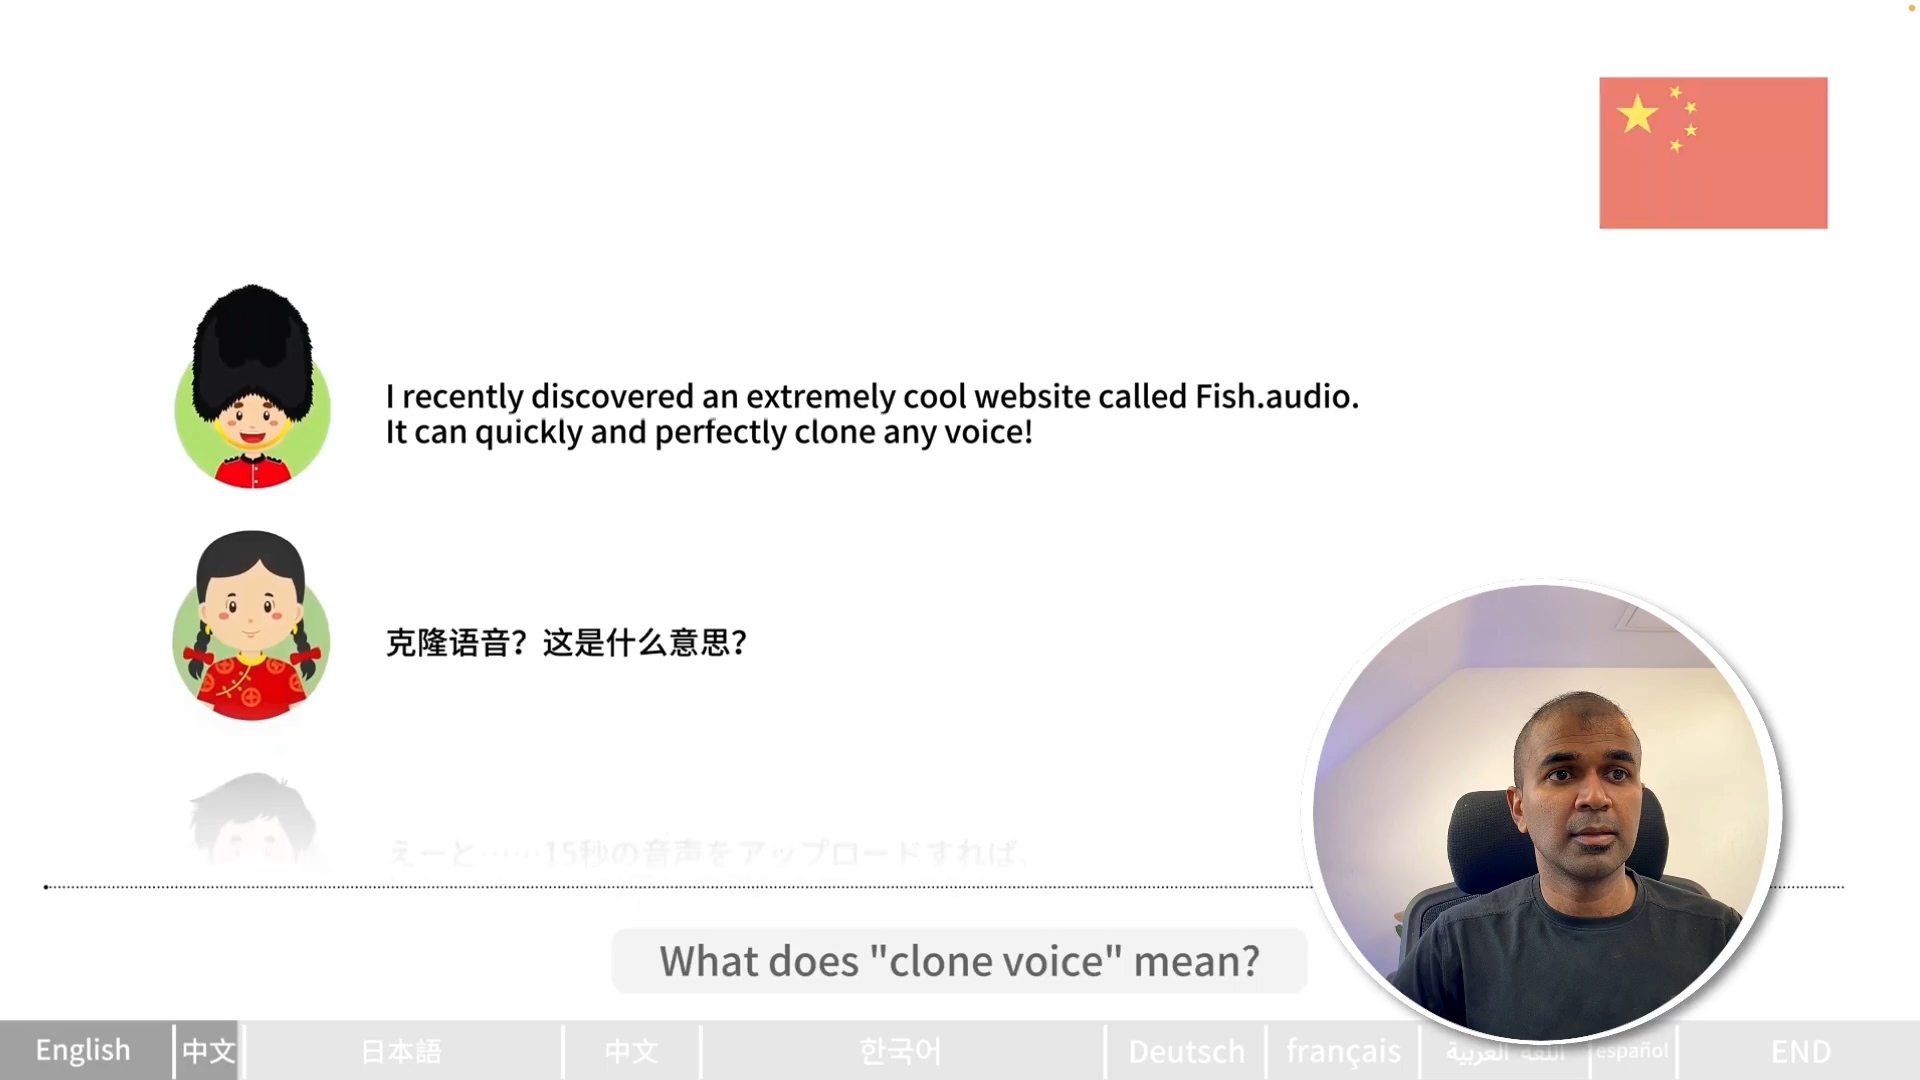 I recently discovered an extremely cool website called Fish.audio.
It can quickly and perfectly clone any voice!
克隆语音？这是什么意思？
えーと……15秒の音声をアップロードすれば、
What does "clone voice" mean?
English
中文
日本語
中文
한국어
Deutsch
français
اللغة العربية
español
END